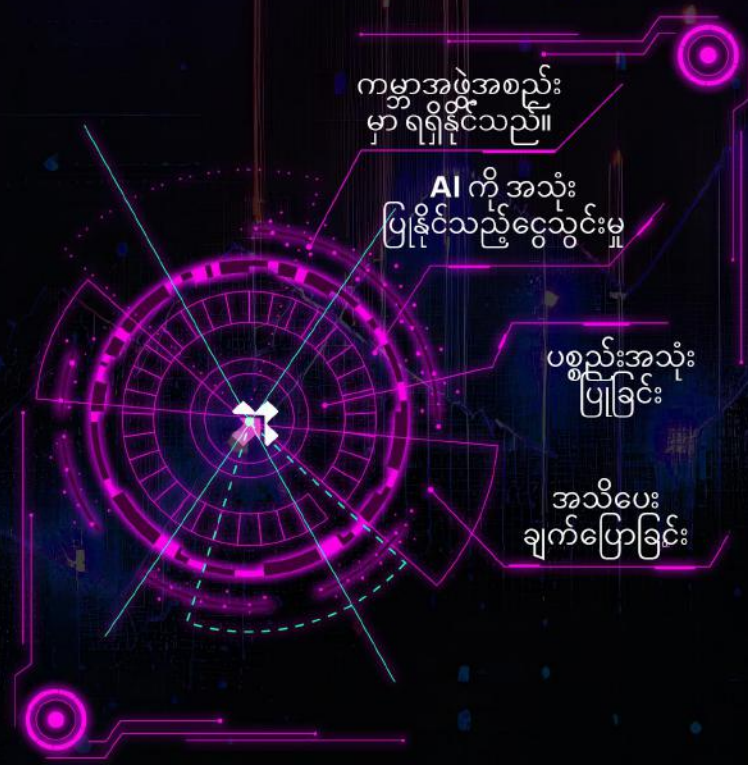 ကမ္ဘာအဖွဲ့အစည်း
မှာ ရရှိနိုင်သည်။
AI ကို အသုံး
ပြုနိုင်သည့်ငွေသွင်းမှု
ပစ္စည်းအသုံး
ပြုခြင်း
အသိပေး
ချက်ပြောခြင်း